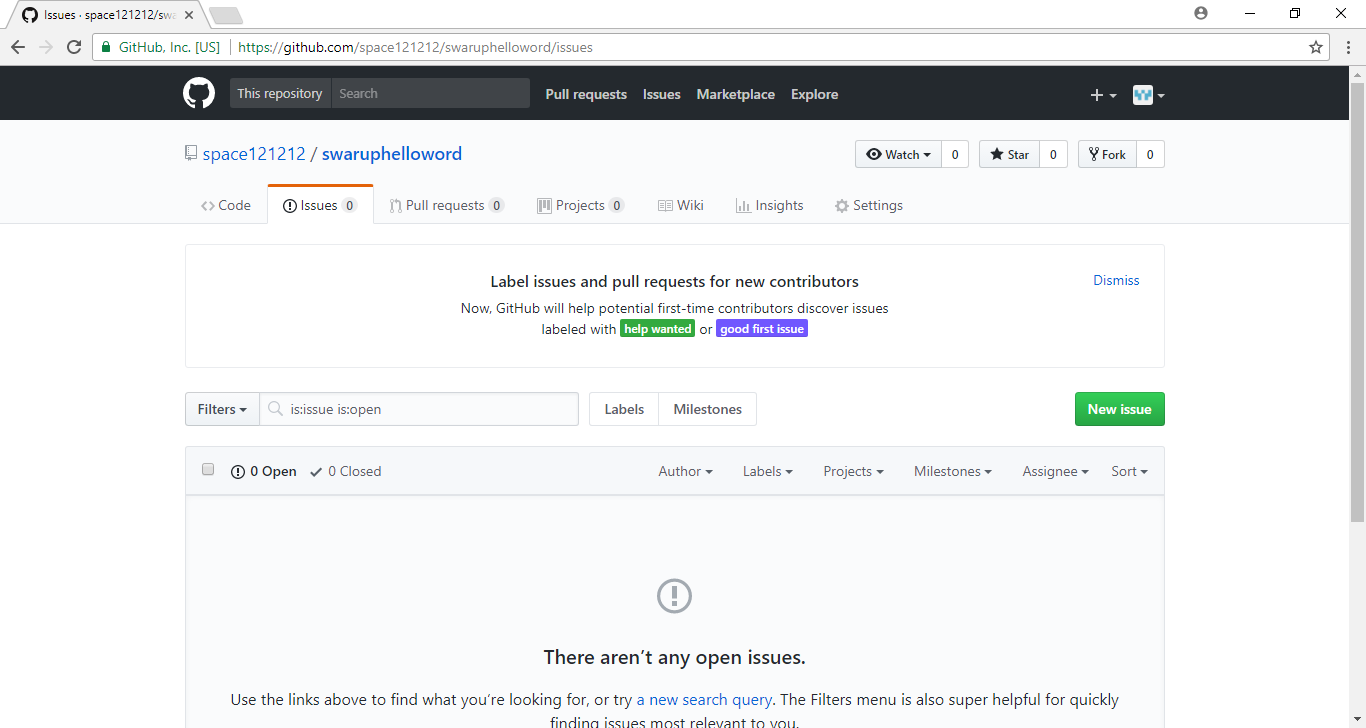 Issues · space121212/swa
GitHub, Inc. [US] https://github.com/space121212/swaruphelloword/issues
This repository Search Pull requests Issues Marketplace Explore
space121212 / swaruphelloword Watch 0 Star 0 Fork 0
Code Issues 0 Pull requests 0 Projects 0 Wiki Insights Settings
Label issues and pull requests for new contributors Dismiss
Now, GitHub will help potential first-time contributors discover issues
labeled with help wanted or good first issue
Filters is:issue is:open Labels Milestones New issue
0 Open 0 Closed Author Labels Projects Milestones Assignee Sort
There aren’t any open issues.
Use the links above to find what you’re looking for, or try a new search query. The Filters menu is also super helpful for quickly
finding issues most relevant to you.